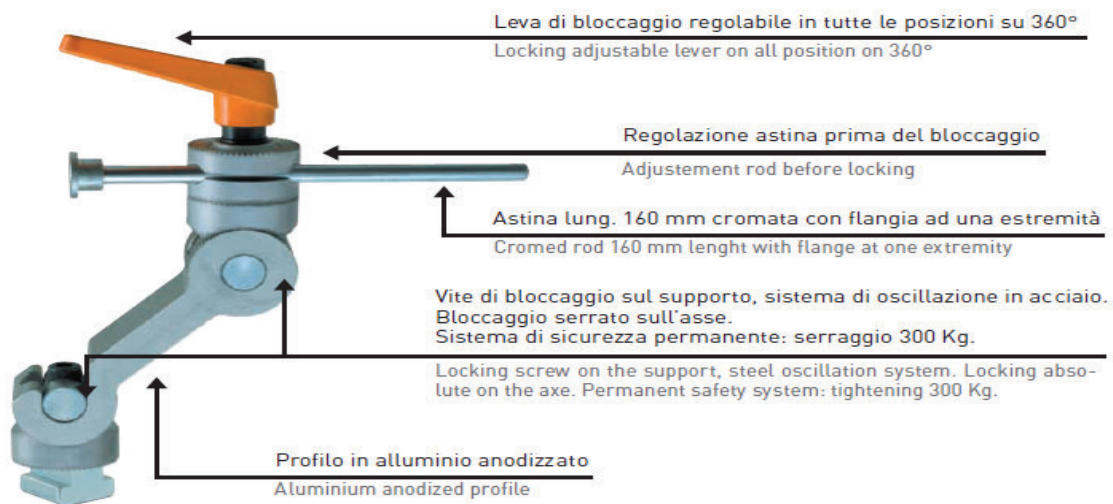 Leva di bloccaggio regolabile in tutte le posizioni su 360°
Locking adjustable lever on all position on 360°
Regolazione astina prima del bloccaggio
Adjustement rod before locking
Astina lung. 160 mm cromata con flangia ad una estremità
Cromed rod 160 mm lenght with flange at one extremity
Vite di bloccaggio sul supporto, sistema di oscillazione in acciaio.
Bloccaggio serrato sull'asse.
Sistema di sicurezza permanente: serraggio 300 Kg.
Locking screw on the support, steel oscillation system. Locking abso-
lute on the axe. Permanent safety system: tightening 300 Kg.
Profilo in alluminio anodizzato
Aluminium anodized profile